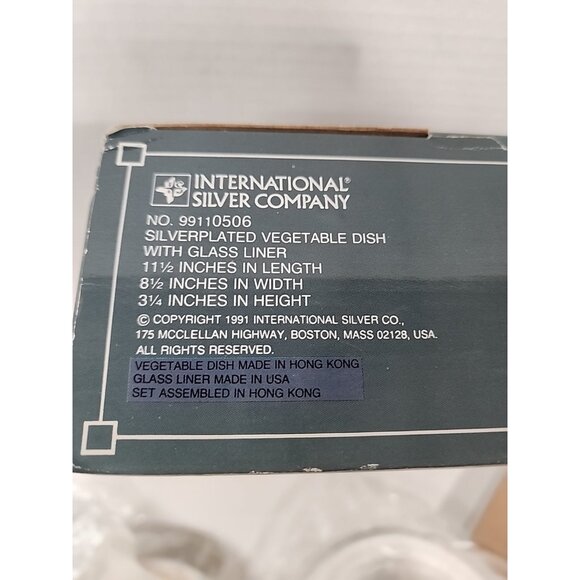 INTERNATIONAL®
SILVER COMPANY
NO. 99110506
SILVERPLATED VEGETABLE DISH
WITH GLASS LINER
11½ INCHES IN LENGTH
8½ INCHES IN WIDTH
3¼ INCHES IN HEIGHT
© COPYRIGHT 1991 INTERNATIONAL SILVER CO.,
175 MCCLELLAN HIGHWAY, BOSTON, MASS 02128, USA.
ALL RIGHTS RESERVED.
VEGETABLE DISH MADE IN HONG KONG
GLASS LINER MADE IN USA
SET ASSEMBLED IN HONG KONG